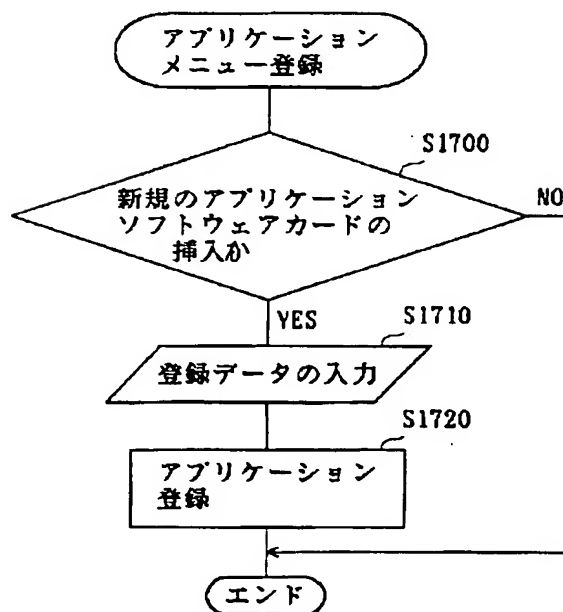 アプリケーション
メニュー登録
S1700
新規のアプリケーション
ソフトウェアカードの
挿入か
NO
YES
S1710
登録データの入力
S1720
アプリケーション
登録
エンド